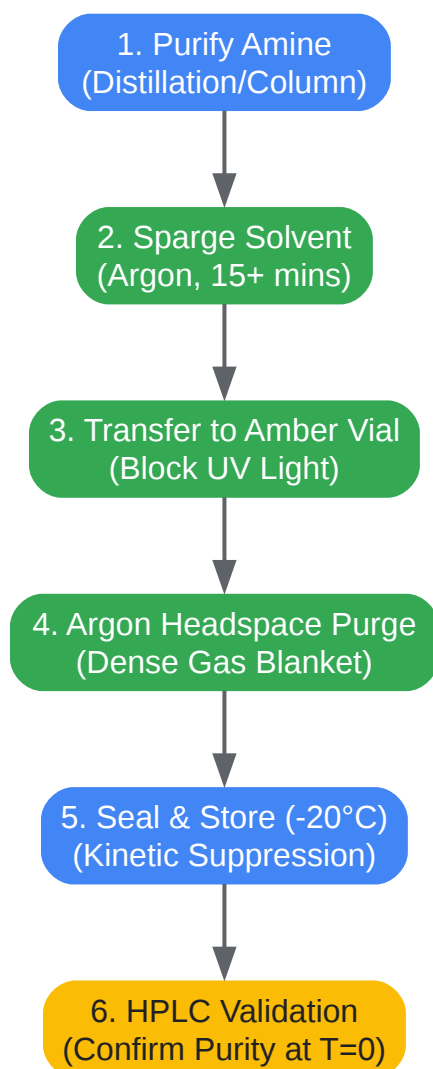 1. Purify Amine
(Distillation/Column)
2. Sparge Solvent
(Argon, 15+ mins)
3. Transfer to Amber Vial
(Block UV Light)
4. Argon Headspace Purge
(Dense Gas Blanket)
5. Seal & Store (-20°C)
(Kinetic Suppression)
6. HPLC Validation
(Confirm Purity at T=0)